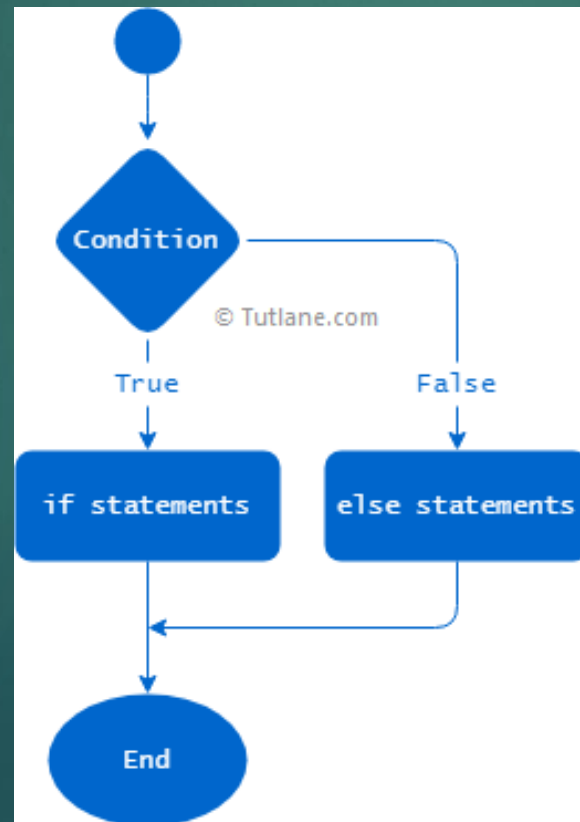 Condition
© Tutlane.com
True
False
if statements
else statements
End